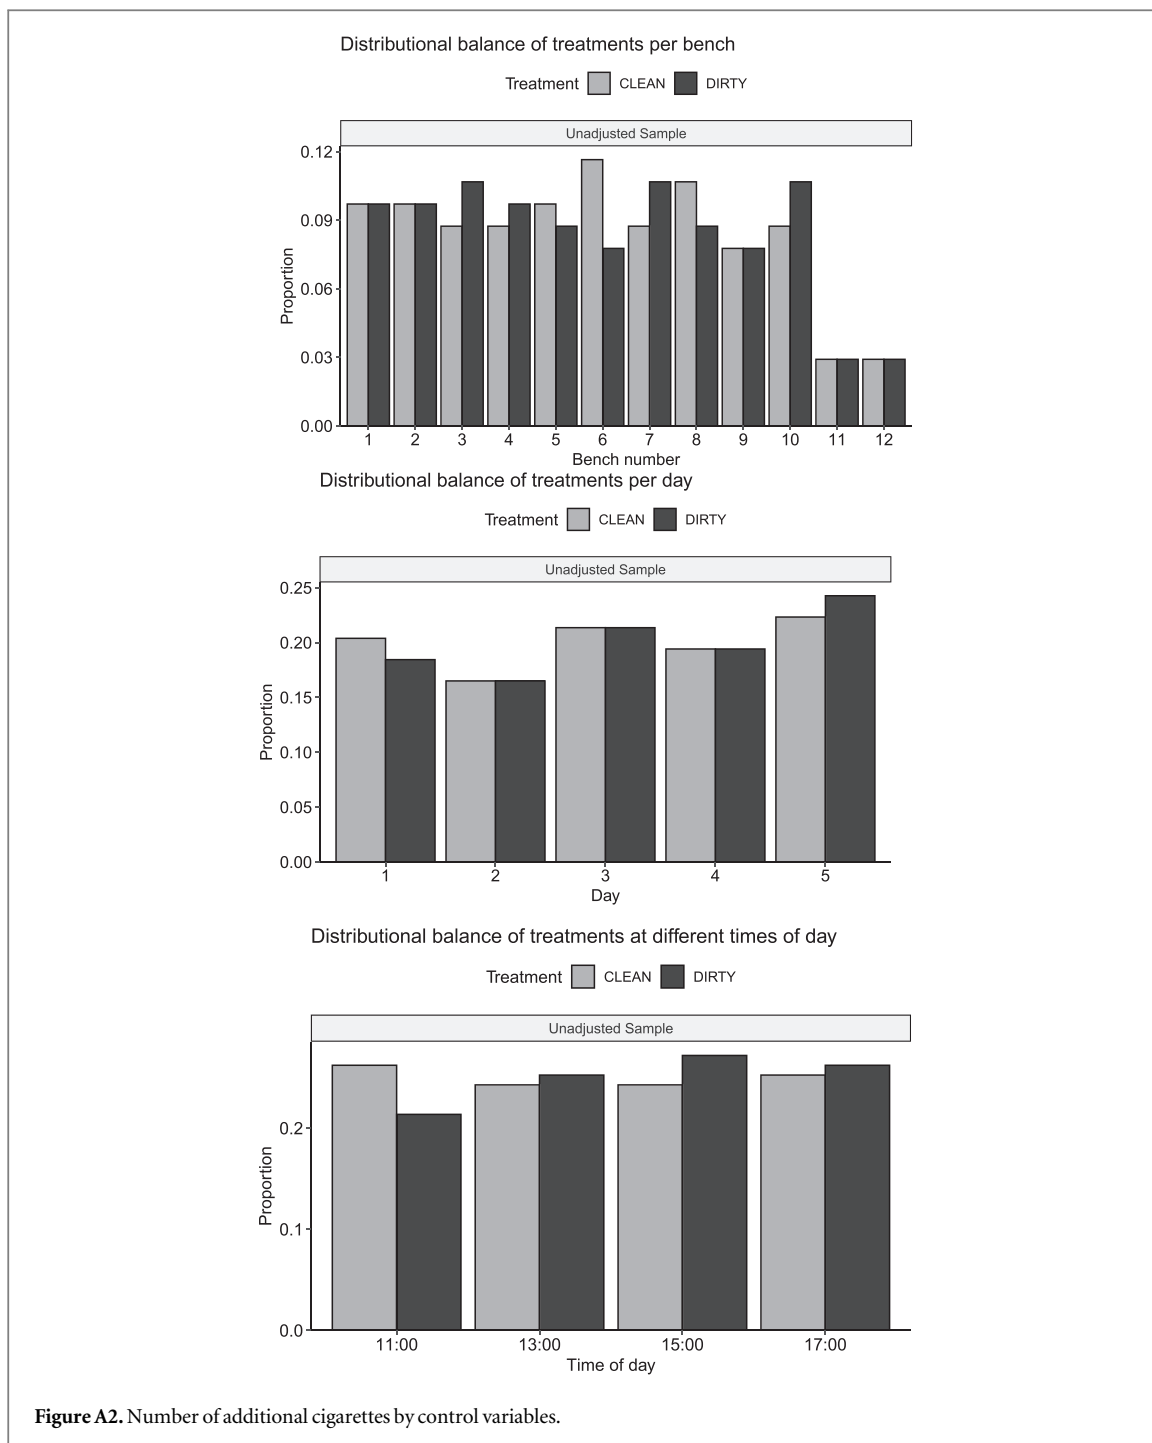 Distributional balance of treatments per bench
Treatment CLEAN DIRTY
Unadjusted Sample
0.12
0.09
0.06
0.03
0.00
Proportion
1 2 3 4 5 6 7 8 9 10 11 12
Bench number
Distributional balance of treatments per day
Treatment CLEAN DIRTY
Unadjusted Sample
0.25
0.20
0.15
0.10
0.05
0.00
Proportion
1 2 3 4 5
Day
Distributional balance of treatments at different times of day
Treatment CLEAN DIRTY
Unadjusted Sample
0.2
0.1
0.0
Proportion
11:00 13:00 15:00 17:00
Time of day
Figure A2. Number of additional cigarettes by control variables.